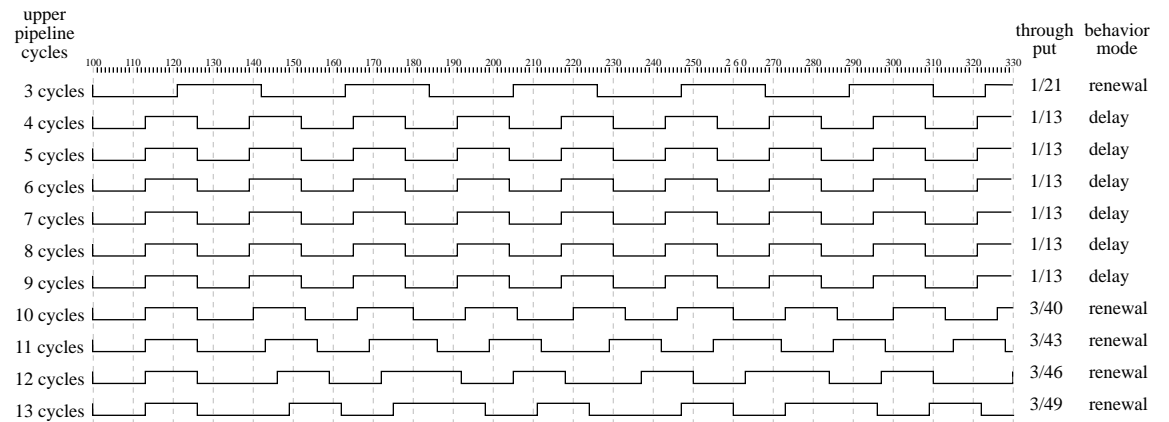 upper
pipeline
cycles
through put behavior mode
100 110 120 130 140 150 160 170 180 190 200 210 220 230 240 250 2 6 0 270 280 290 300 310 320 330
3 cycles 1/21 renewal
4 cycles 1/13 delay
5 cycles 1/13 delay
6 cycles 1/13 delay
7 cycles 1/13 delay
8 cycles 1/13 delay
9 cycles 1/13 delay
10 cycles 3/40 renewal
11 cycles 3/43 renewal
12 cycles 3/46 renewal
13 cycles 3/49 renewal